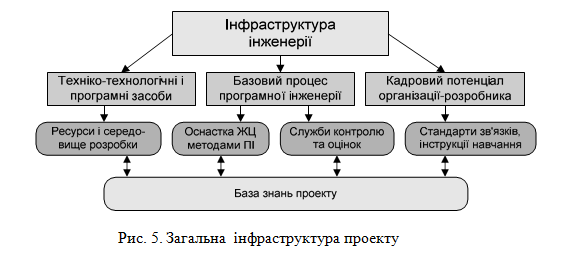 Інфраструктура
інженерії
Техніко-технологічні і
програмні засоби
Базовий процес
програмної інженерії
Кадровий потенціал
організації-розробника
Ресурси і середо-
вище розробки
Оснастка ЖЦ
методами ПІ
Служби контролю
та оцінок
Стандарти зв'язків,
інструкції навчання
База знань проекту
Рис. 5. Загальна інфраструктура проекту